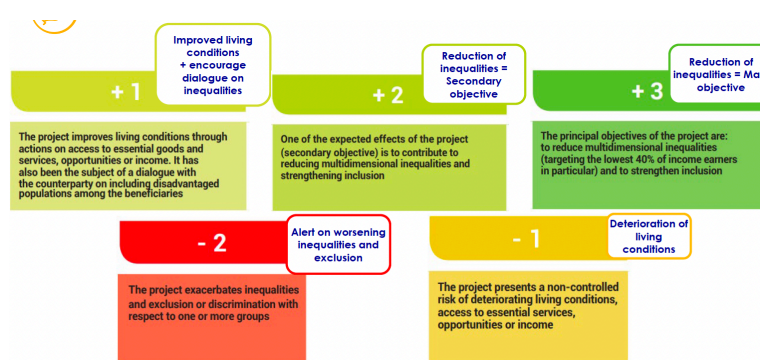 + 1
Improved living
conditions
+ encourage
dialogue on
inequalities
The project improves living conditions through
actions on access to essential goods and
services, opportunities or income. It has
also been the subject of a dialogue with
the counterparty on including disadvantaged
populations among the beneficiaries
+ 2
Reduction of
inequalities =
Secondary
objective
One of the expected effects of the project
(secondary objective) is to contribute to
reducing multidimensional inequalities and
strengthening inclusion
+ 3
Reduction of
inequalities = Ma
objective
The principal objectives of the project are:
to reduce multidimensional inequalities
(targeting the lowest 40% of income earners
in particular) and to strengthen inclusion
- 2
Alert on worsening
inequalities and
exclusion
The project exacerbates inequalities
and exclusion or discrimination with
respect to one or more groups
- 1
Deterioration of
living
conditions
The project presents a non-controlled
risk of deteriorating living conditions,
access to essential services,
opportunities or income